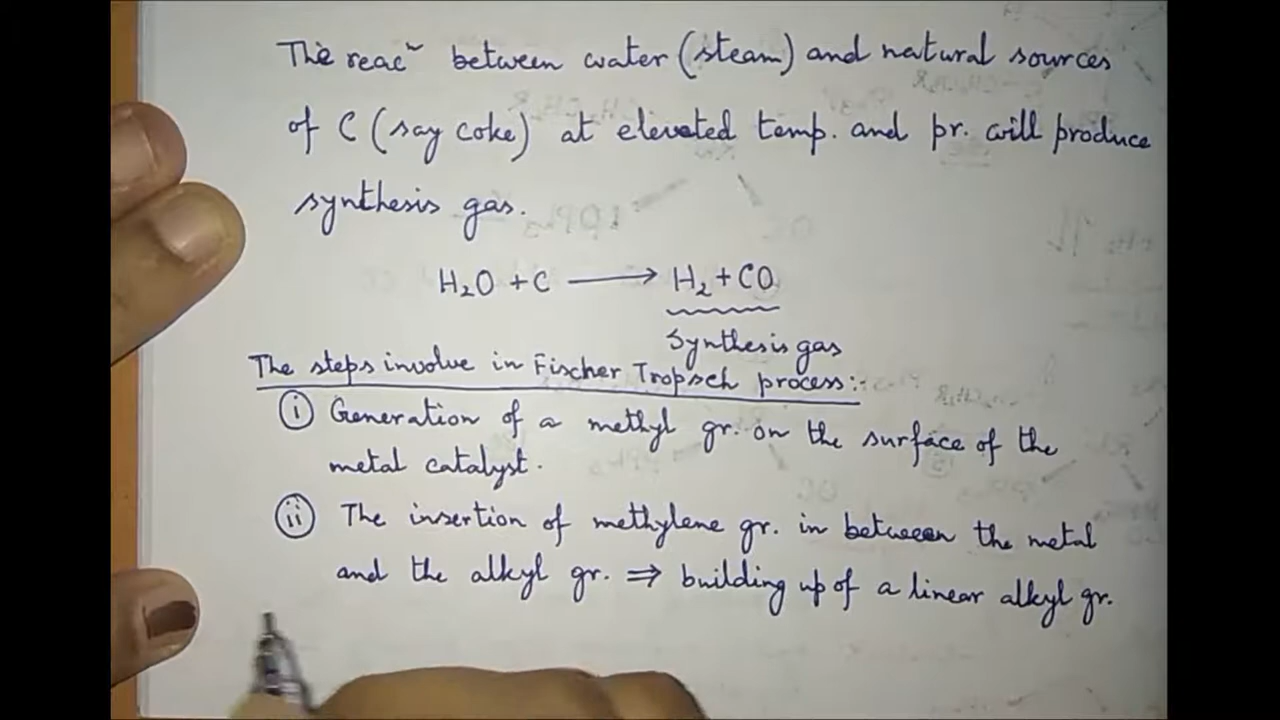 The reacⁿ between water (steam) and natural sources
of C (say coke) at elevated temp. and pr. will produce
synthesis gas.
H₂O + C ⟶ H₂ + CO
Synthesis gas
The steps involve in Fischer Tropsch process:-
(i) Generation of a methyl gr. on the surface of the
metal catalyst.
(ii) The insertion of methylene gr. in between the metal
and the alkyl gr. ⇒ building up of a linear alkyl gr.